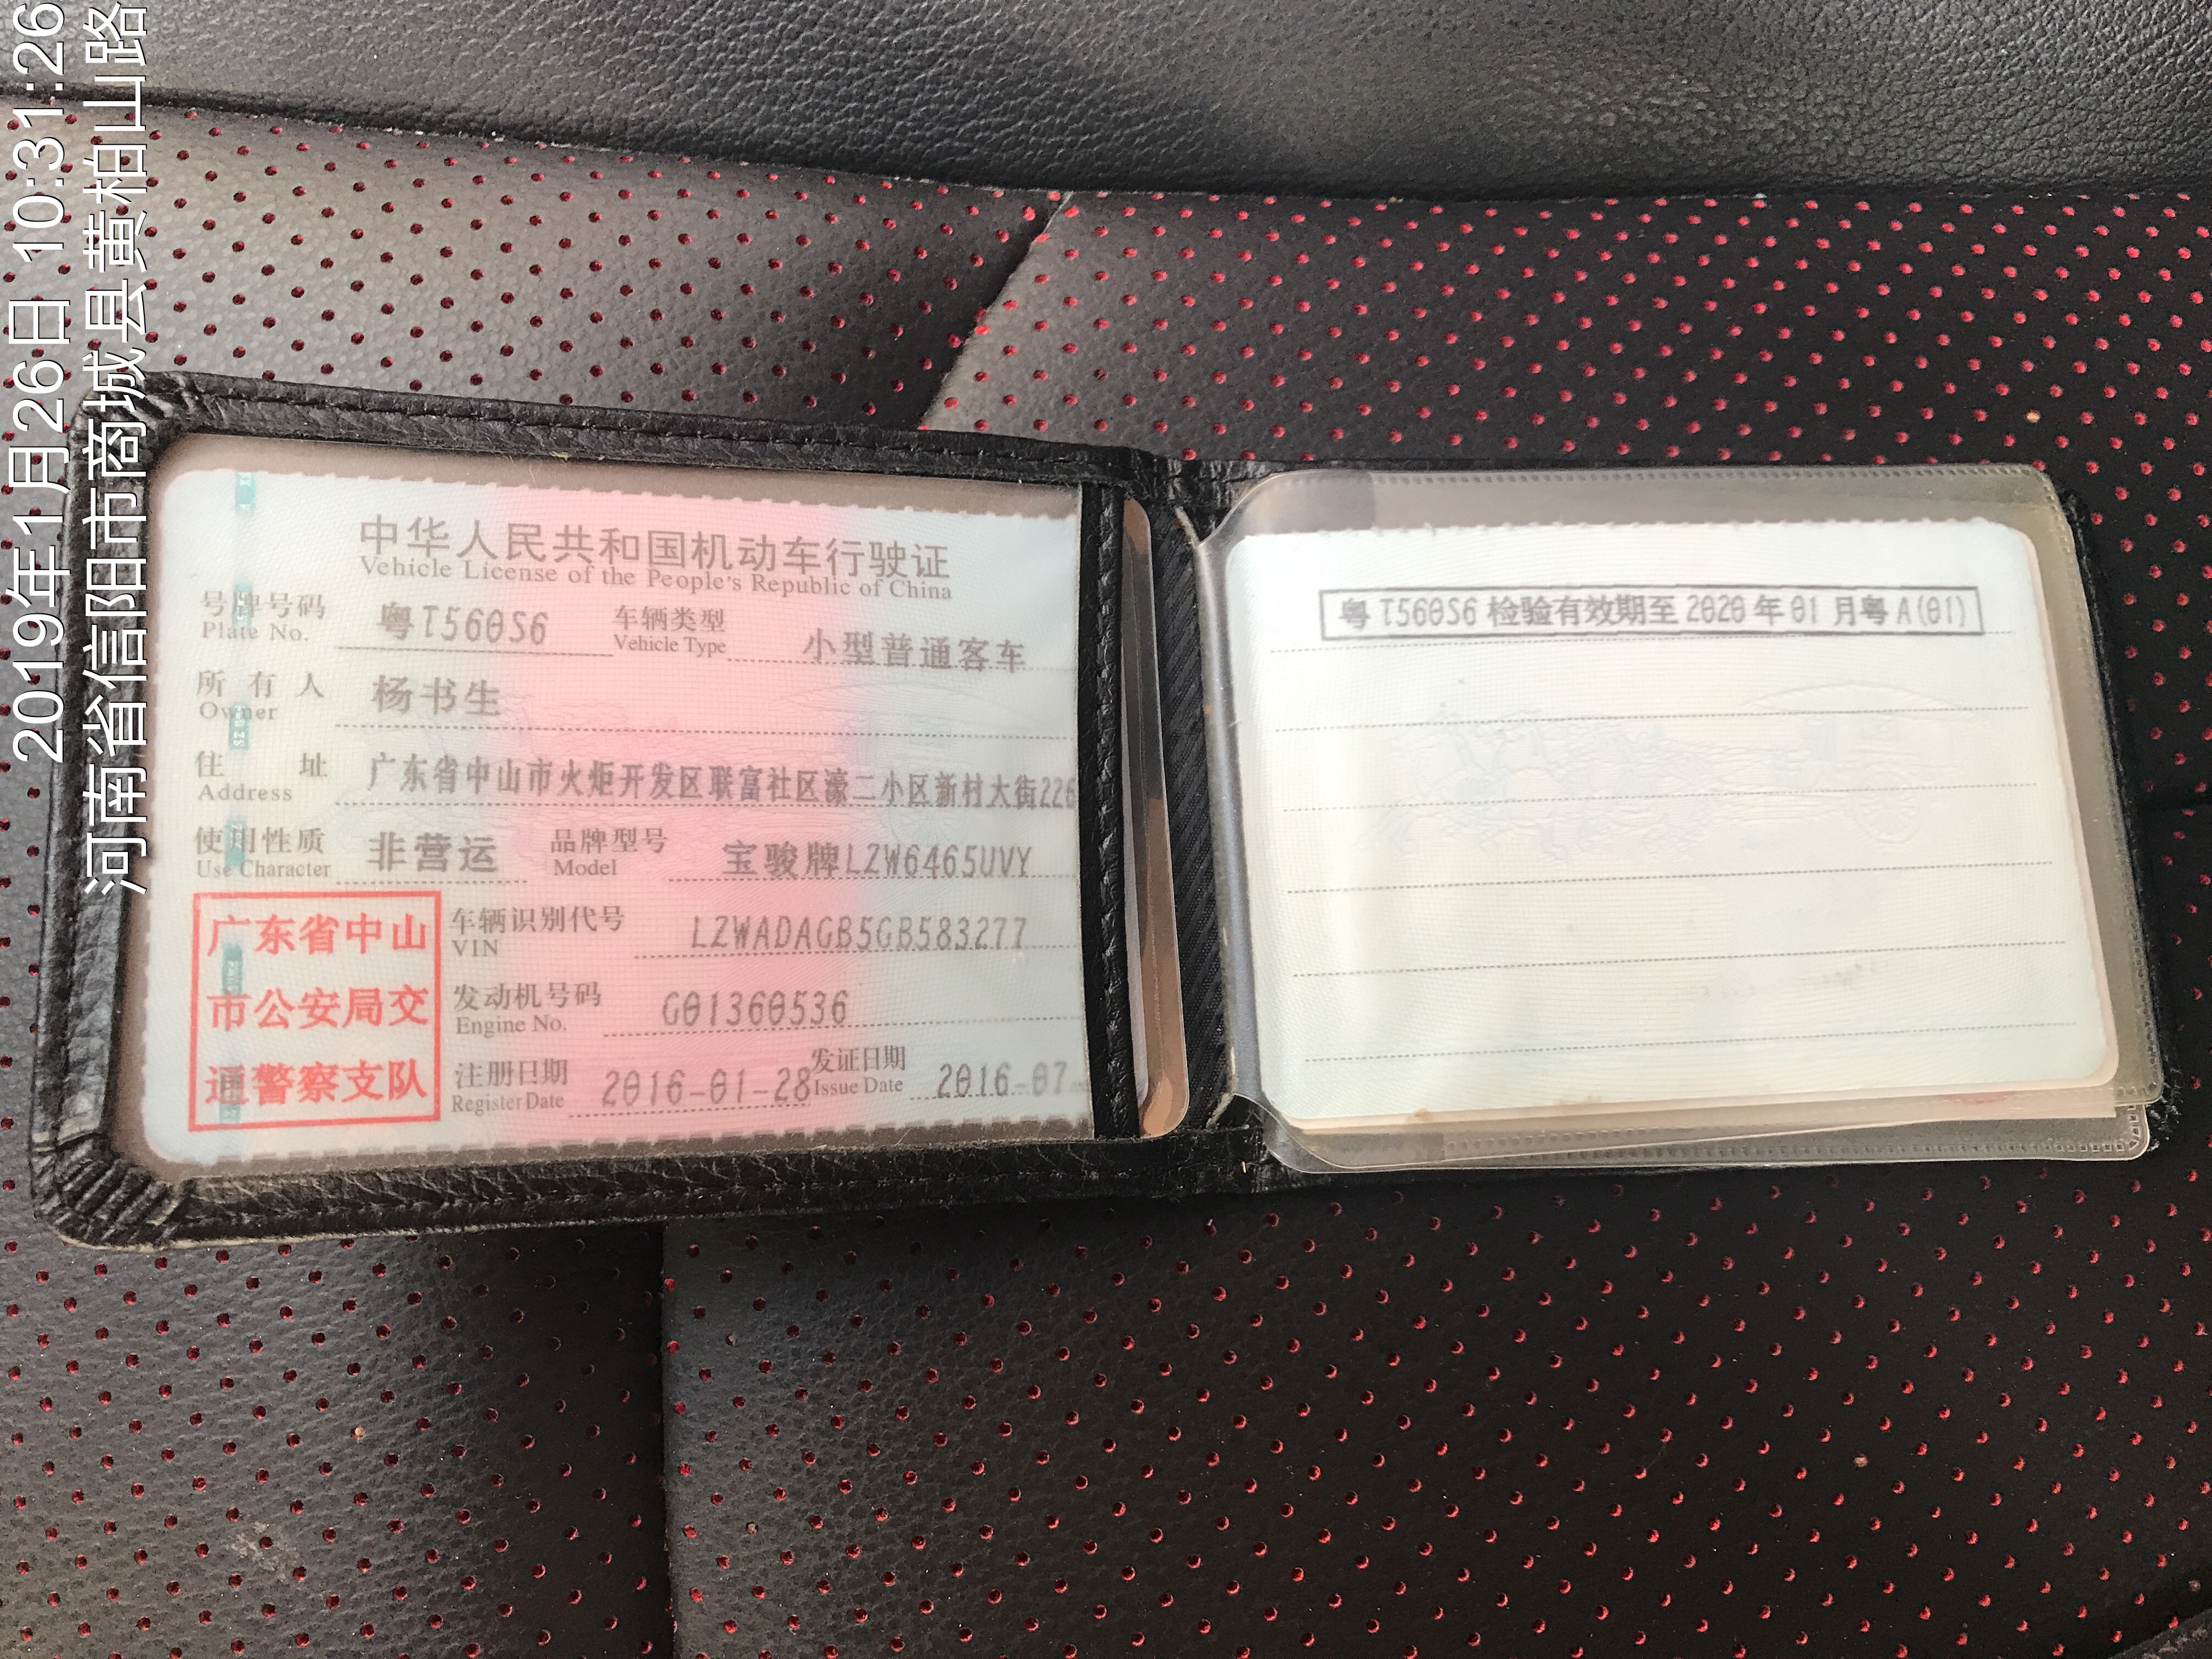 2019年1月26日 10:31:26
河南省信阳市商城县黄柏山路
中华人民共和国机动车行驶证
Vehicle License of the People's Republic of China
号牌号码 粤T560S6 车辆类型 小型普通客车
Plate No. Vehicle Type
所有人 杨书生
Owner
住址 广东省中山市火炬开发区联富社区濠二小区新村大街226
Address
使用性质 非营运 品牌型号 宝骏牌LZW6465UVY
Use Character Model
广东省中山
市公安局交
通警察支队
车辆识别代号 LZWADAGB5GB583277
VIN
发动机号码 G01360536
Engine No.
注册日期 2016-01-28 发证日期 2016-07
Register Date Issue Date
粤T560S6 检验有效期至 2020 年 01 月粤 A(01)